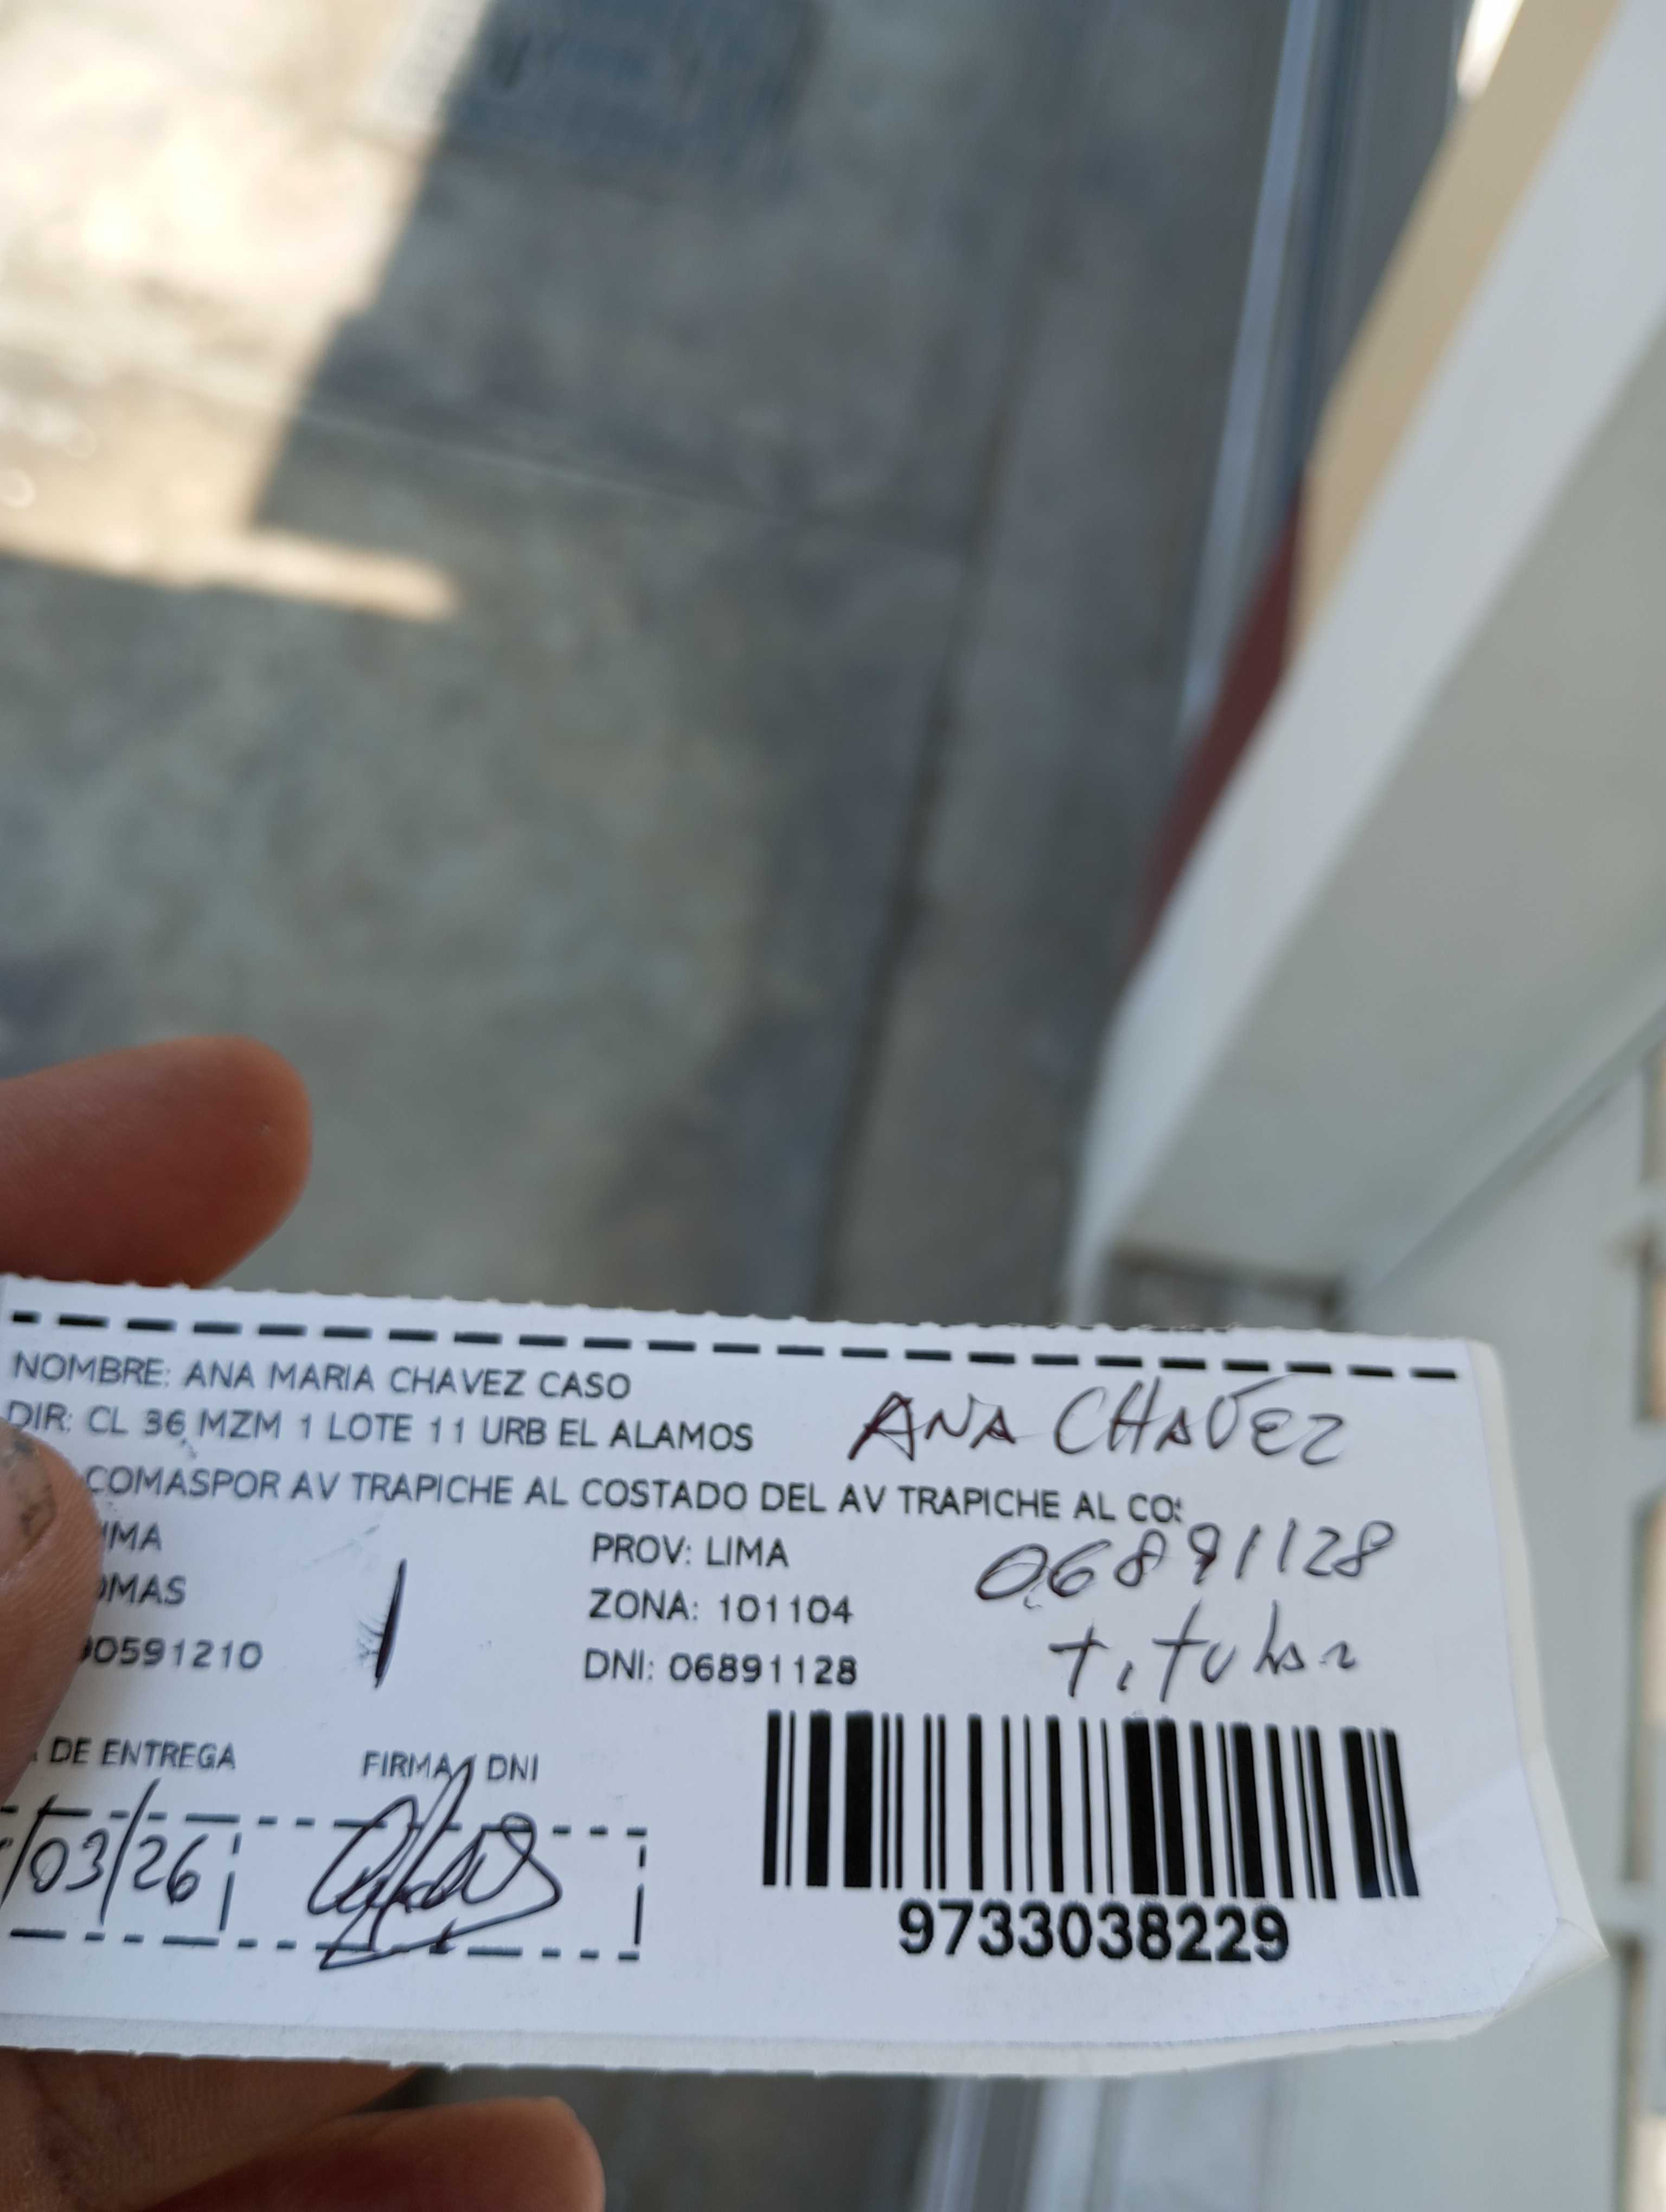 NOMBRE: ANA MARIA CHAVEZ CASO
DIR: CL 36 MZM 1 LOTE 11 URB EL ALAMOS
ANA CHAVEZ
COMASPOR AV TRAPICHE AL COSTADO DEL AV TRAPICHE AL CO
06891128
IMA
PROV: LIMA
OMAS
ZONA: 101104
titular
0591210
DNI: 06891128
DE ENTREGA
FIRMA DNI
/03/26
9733038229